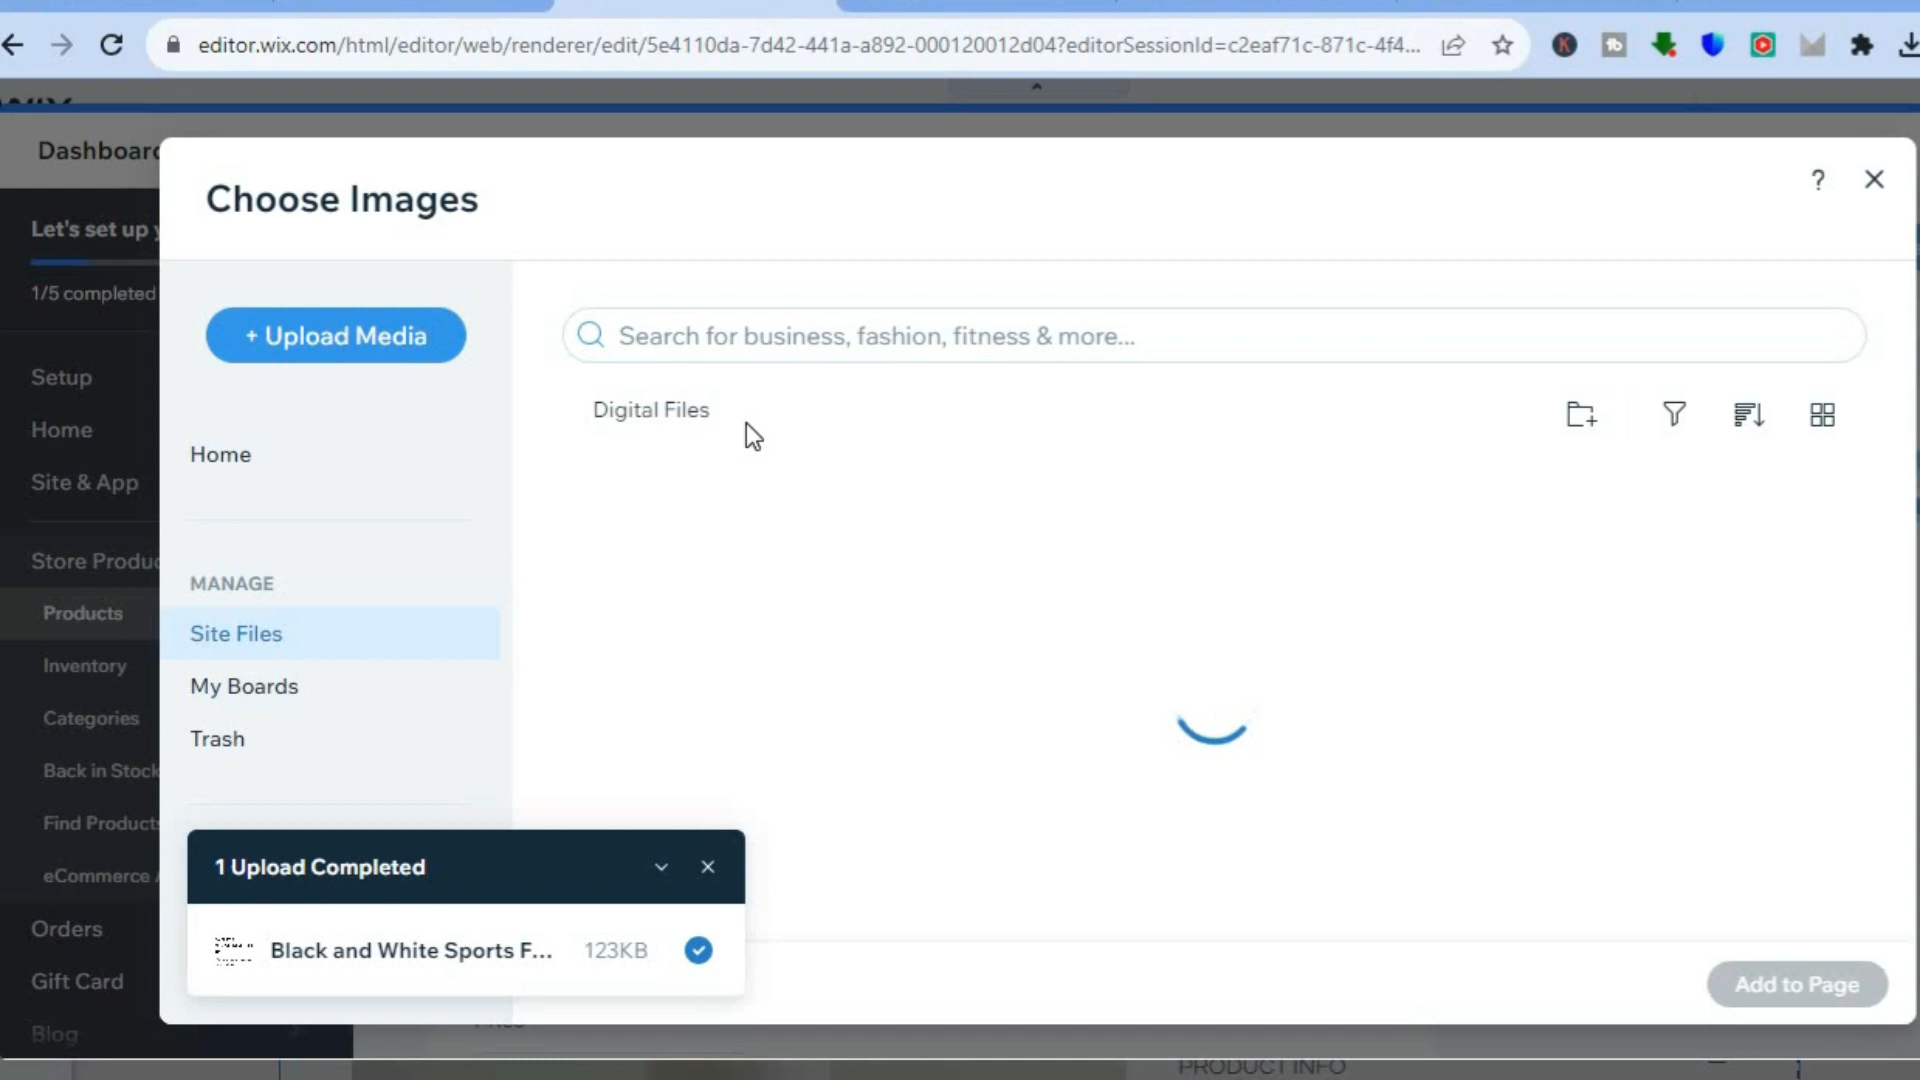 editor.wix.com/html/editor/web/renderer/edit/5e4110da-7d42-441a-a892-000120012d04?editorSessionId=c2eaf71c-871c-4f4...
Dashboard
Choose Images
?
Let's set up y
1/5 completed
+ Upload Media
Search for business, fashion, fitness & more...
Setup
Digital Files
Home
Home
Site & App
Store Produc
MANAGE
Products
Site Files
Inventory
My Boards
Categories
Trash
Back in Stock
Find Products
1 Upload Completed
eCommerce A
Orders
Black and White Sports F... 123KB
Gift Card
Add to Page
Blog
PRODUCT INFO